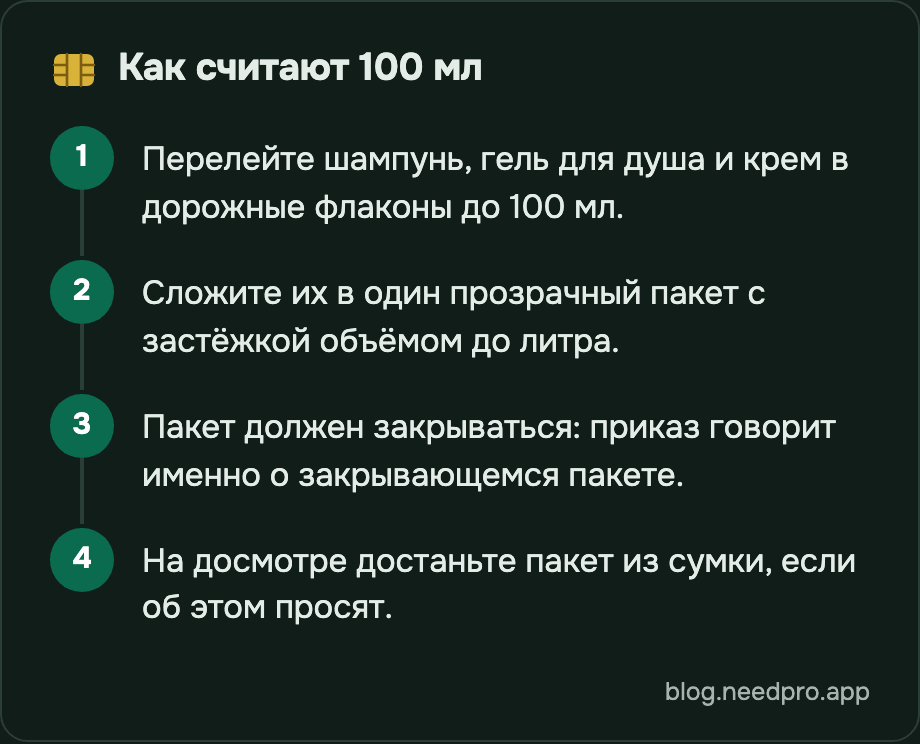 Как считают 100 мл
1
Перелейте шампунь, гель для душа и крем в
дорожные флаконы до 100 мл.
2
Сложите их в один прозрачный пакет с
застёжкой объёмом до литра.
3
Пакет должен закрываться: приказ говорит
именно о закрывающемся пакете.
4
На досмотре достаньте пакет из сумки, если
об этом просят.
blog.needpro.app